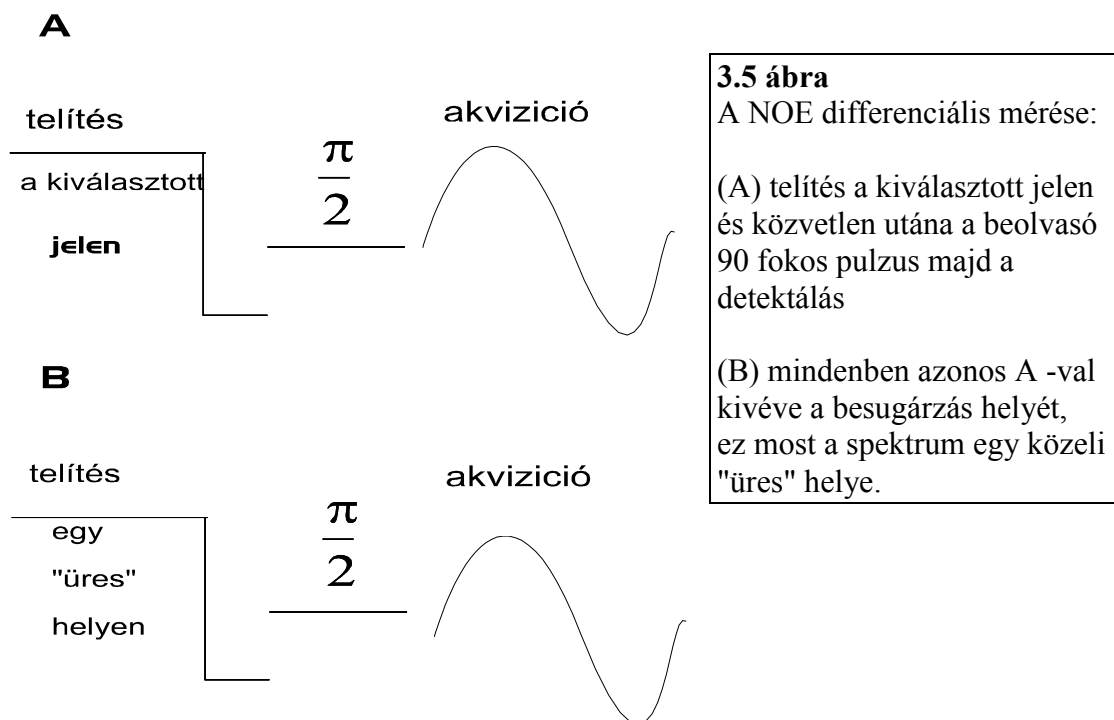 A
telítés
a kiválasztott
jelen
π
2
akvizició
B
telítés
egy
"üres"
helyen
π
2
akvizició
3.5 ábra
A NOE differenciális mérése:
(A) telítés a kiválasztott jelen
és közvetlen utána a beolvasó
90 fokos pulzus majd a
detektálás
(B) mindenben azonos A -val
kivéve a besugárzás helyét,
ez most a spektrum egy közeli
"üres" helye.